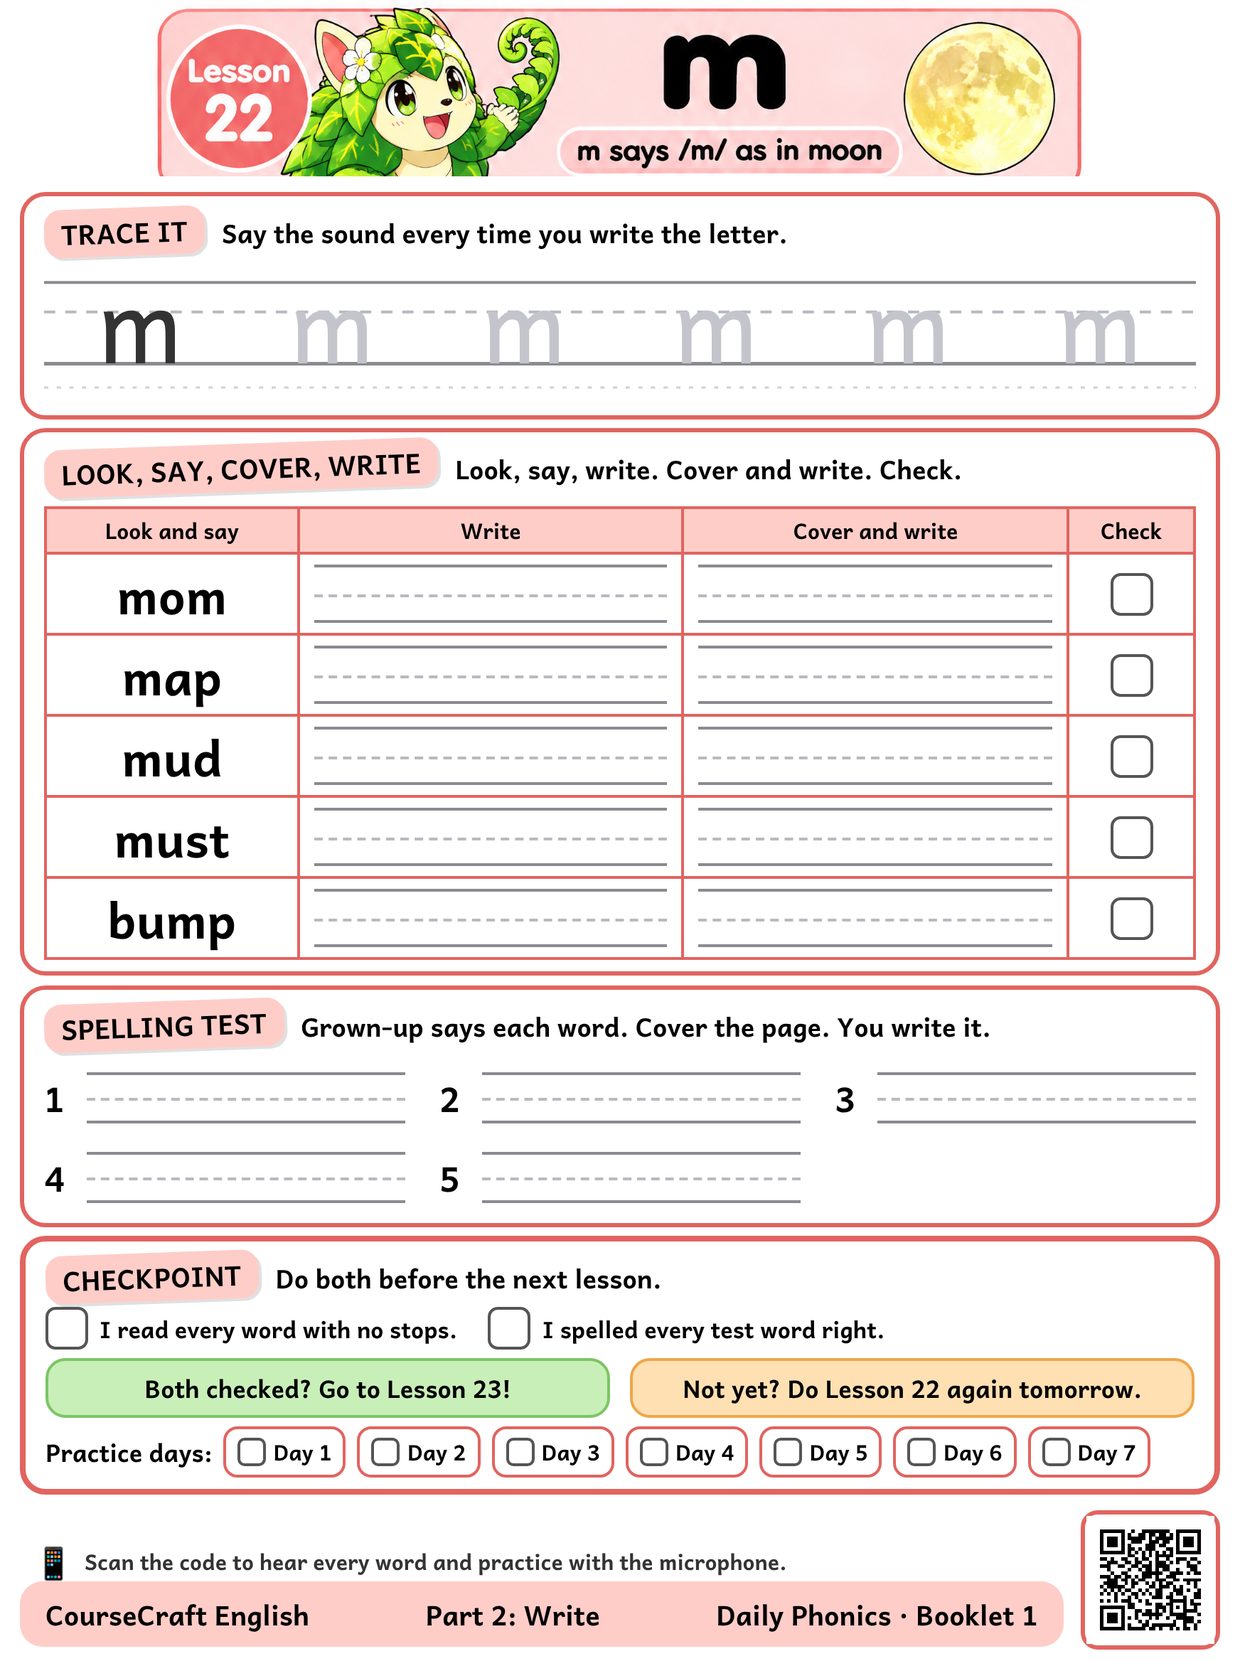 Lesson
22
m
m says /m/ as in moon
TRACE IT Say the sound every time you write the letter.
m m m m m m
LOOK, SAY, COVER, WRITE Look, say, write. Cover and write. Check.
Look and say Write Cover and write Check
mom
map
mud
must
bump
SPELLING TEST Grown-up says each word. Cover the page. You write it.
1 2 3
4 5
CHECKPOINT Do both before the next lesson.
I read every word with no stops. I spelled every test word right.
Both checked? Go to Lesson 23! Not yet? Do Lesson 22 again tomorrow.
Practice days: Day 1 Day 2 Day 3 Day 4 Day 5 Day 6 Day 7
Scan the code to hear every word and practice with the microphone.
CourseCraft English Part 2: Write Daily Phonics · Booklet 1